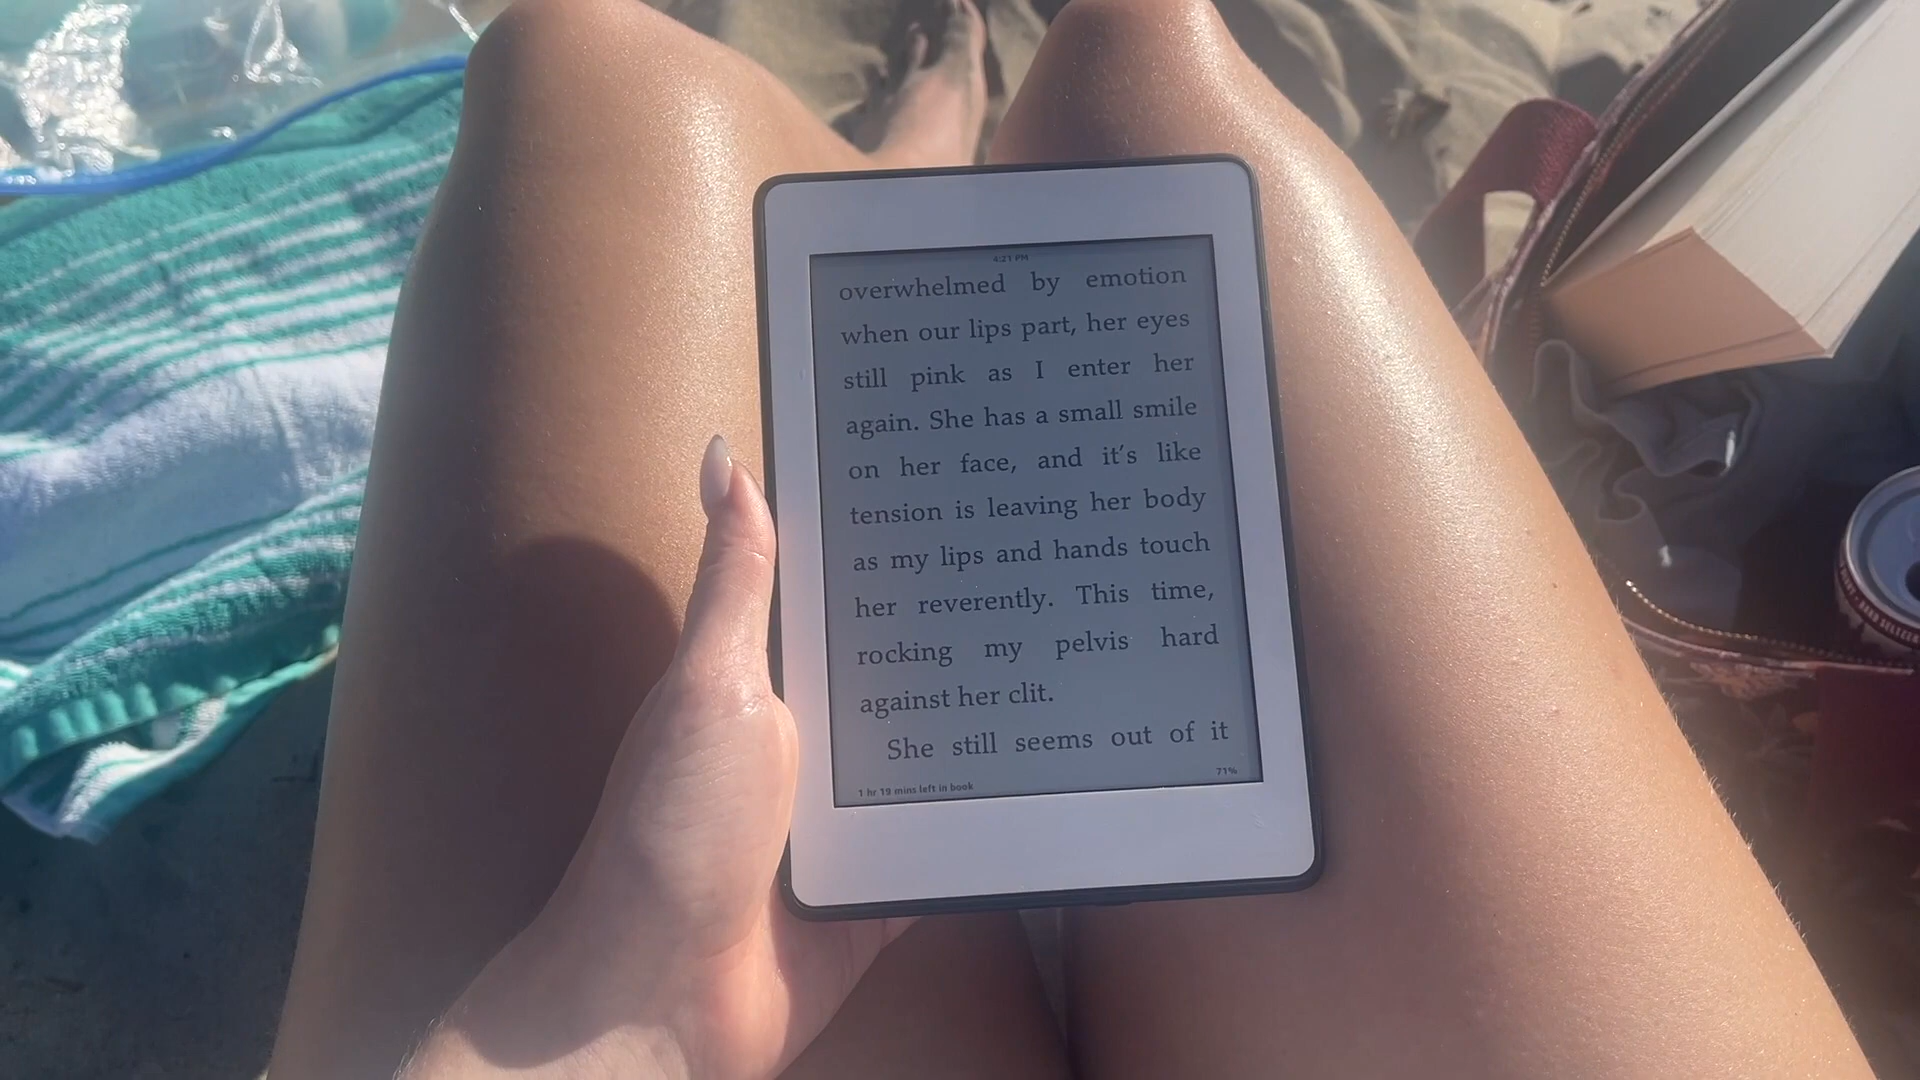 4:21 PM
overwhelmed by emotion
when our lips part, her eyes
still pink as I enter her
again. She has a small smile
on her face, and it's like
tension is leaving her body
as my lips and hands touch
her reverently. This time,
rocking my pelvis hard
against her clit.
She still seems out of it
1 hr 19 mins left in book
71%
HARD SELTZER